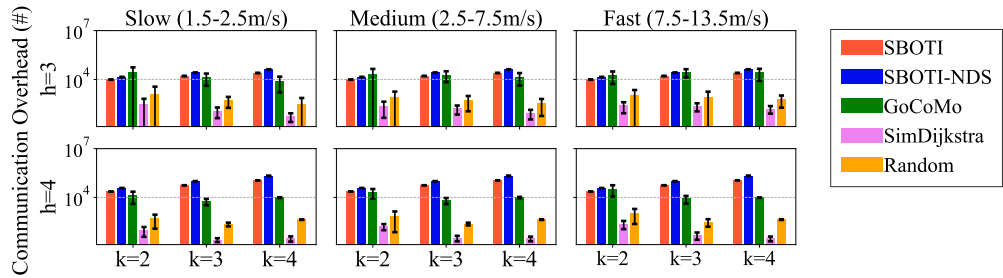 Communication Overhead (#)
Slow (1.5-2.5m/s)
Medium (2.5-7.5m/s)
Fast (7.5-13.5m/s)
h=3
10^7
10^4
h=4
10^7
10^4
k=2 k=3 k=4
k=2 k=3 k=4
k=2 k=3 k=4
SBOTI
SBOTI-NDS
GoCoMo
SimDijkstra
Random